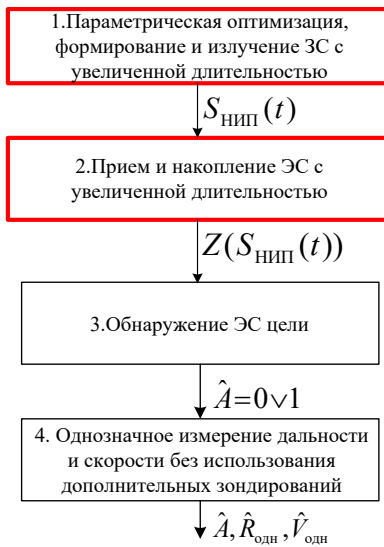 1.Параметрическая оптимизация,
формирование и излучение ЗС с
увеличенной длительностью
S_НИП (t)
2.Прием и накопление ЭС с
увеличенной длительностью
Z(S_НИП (t))
3.Обнаружение ЭС цели
Â=0∨1
4. Однозначное измерение дальности
и скорости без использования
дополнительных зондирований
Â, R̂_одн, V̂_одн